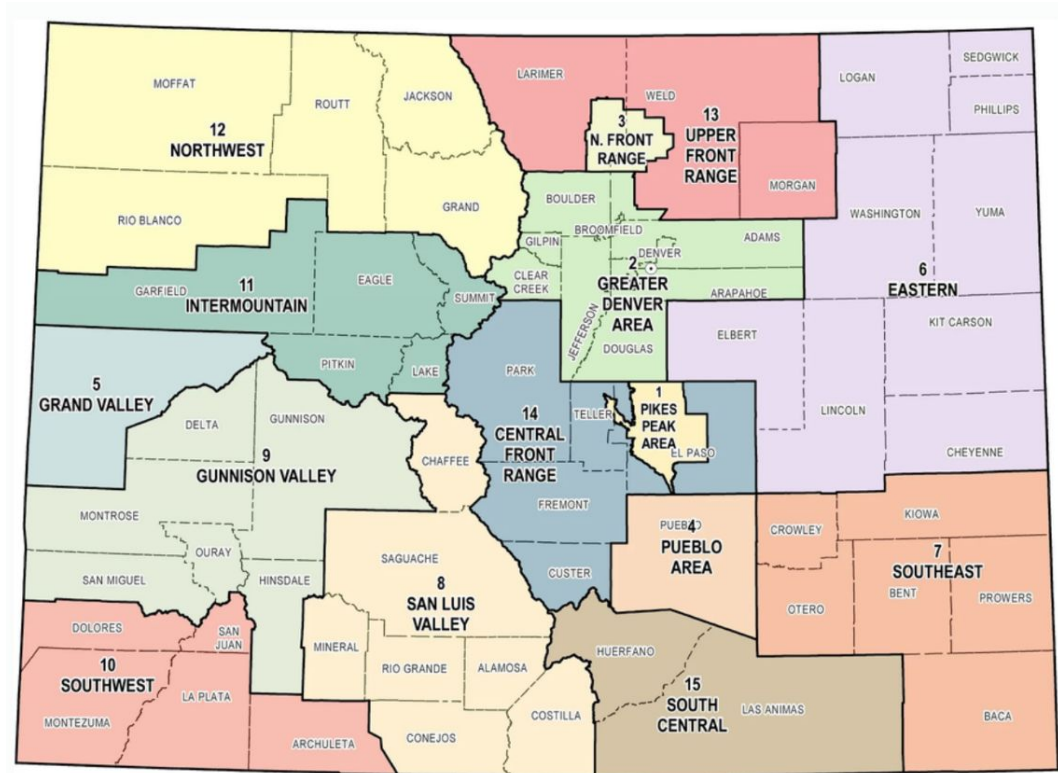 MOFFAT
ROUTT
JACKSON
LARIMER
WELD
LOGAN
SEDGWICK
PHILLIPS
12
NORTHWEST
3
N. FRONT
RANGE
13
UPPER
FRONT
RANGE
MORGAN
RIO BLANCO
GRAND
BOULDER
BROOMFIELD
GILPIN
ADAMS
DENVER
CLEAR
CREEK
2
GREATER
DENVER
AREA
ARAPAHOE
JEFFERSON
DOUGLAS
WASHINGTON
YUMA
6
EASTERN
KIT CARSON
ELBERT
LINCOLN
CHEYENNE
GARFIELD
11
INTERMOUNTAIN
EAGLE
SUMMIT
PITKIN
LAKE
PARK
5
GRAND VALLEY
DELTA
GUNNISON
9
GUNNISON VALLEY
CHAFFEE
14
CENTRAL
FRONT
RANGE
TELLER
1
PIKES
PEAK
AREA
EL PASO
FREMONT
MONTROSE
OURAY
SAN MIGUEL
HINSDALE
SAGUACHE
CUSTER
PUEBLO
4
PUEBLO
AREA
CROWLEY
KIOWA
7
SOUTHEAST
OTERO
BENT
PROWERS
DOLORES
SAN
JUAN
8
SAN LUIS
VALLEY
MINERAL
RIO GRANDE
ALAMOSA
HUERFANO
10
SOUTHWEST
LA PLATA
MONTEZUMA
ARCHULETA
CONEJOS
COSTILLA
15
SOUTH
CENTRAL
LAS ANIMAS
BACA